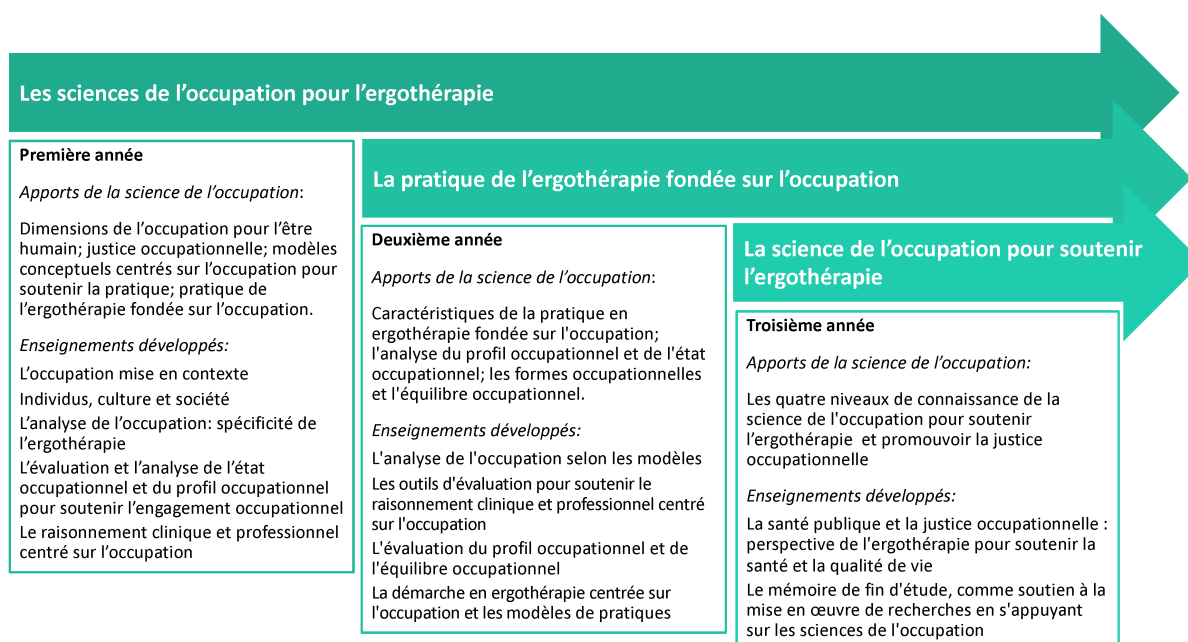 Les sciences de l’occupation pour l’ergothérapie
Première année
Apports de la science de l’occupation:
Dimensions de l’occupation pour l’être
humain; justice occupationnelle; modèles
conceptuels centrés sur l’occupation pour
soutenir la pratique; pratique de
l’ergothérapie fondée sur l’occupation.
Enseignements développés:
L’occupation mise en contexte
Individus, culture et société
L’analyse de l’occupation: spécificité de
l’ergothérapie
L’évaluation et l’analyse de l’état
occupationnel et du profil occupationnel
pour soutenir l’engagement occupationnel
Le raisonnement clinique et professionnel
centré sur l’occupation
La pratique de l’ergothérapie fondée sur l’occupation
Deuxième année
Apports de la science de l’occupation:
Caractéristiques de la pratique en
ergothérapie fondée sur l'occupation;
l'analyse du profil occupationnel et de l'état
occupationnel; les formes occupationnelles
et l'équilibre occupationnel.
Enseignements développés:
L'analyse de l'occupation selon les modèles
Les outils d'évaluation pour soutenir le
raisonnement clinique et professionnel centré
sur l'occupation
L'évaluation du profil occupationnel et de
l'équilibre occupationnel
La démarche en ergothérapie centrée sur
l'occupation et les modèles de pratiques
La science de l’occupation pour soutenir
l’ergothérapie
Troisième année
Apports de la science de l’occupation:
Les quatre niveaux de connaissance de la
science de l'occupation pour soutenir
l’ergothérapie et promouvoir la justice
occupationnelle
Enseignements développés:
La santé publique et la justice occupationnelle :
perspective de l'ergothérapie pour soutenir la
santé et la qualité de vie
Le mémoire de fin d'étude, comme soutien à la
mise en œuvre de recherches en s'appuyant
sur les sciences de l'occupation